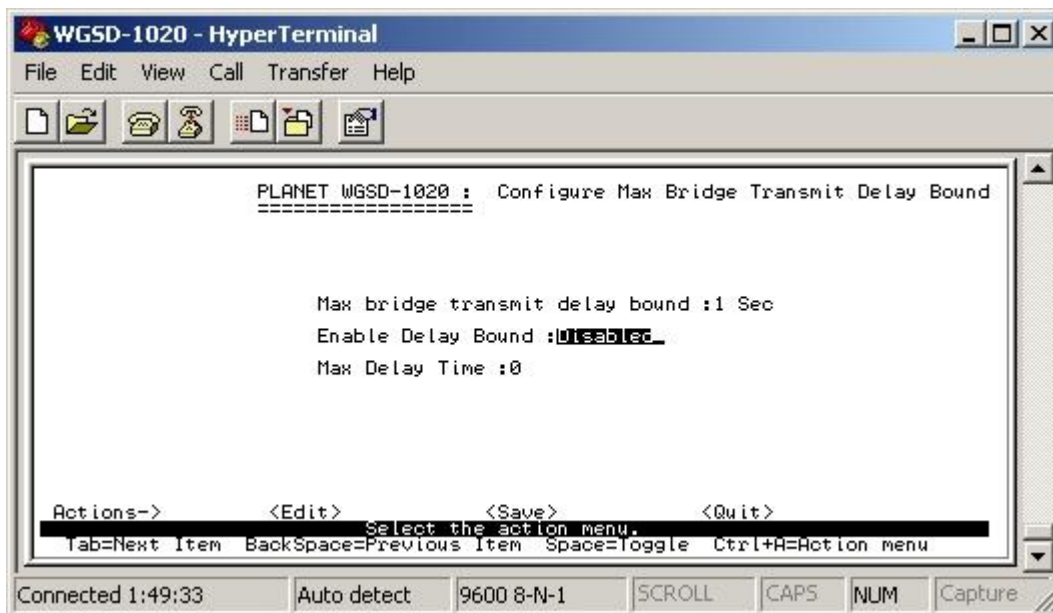 WGSD-1020 - HyperTerminal
File Edit View Call Transfer Help
PLANET WGSD-1020 : Configure Max Bridge Transmit Delay Bound
===================
Max bridge transmit delay bound :1 Sec
Enable Delay Bound :Disabled_
Max Delay Time :0
Actions-> <Edit> <Save> <Quit>
Select the action menu.
Tab=Next Item BackSpace=Previous Item Space=Toggle Ctrl+A=Action menu
Connected 1:49:33 Auto detect 9600 8-N-1 SCROLL CAPS NUM Capture